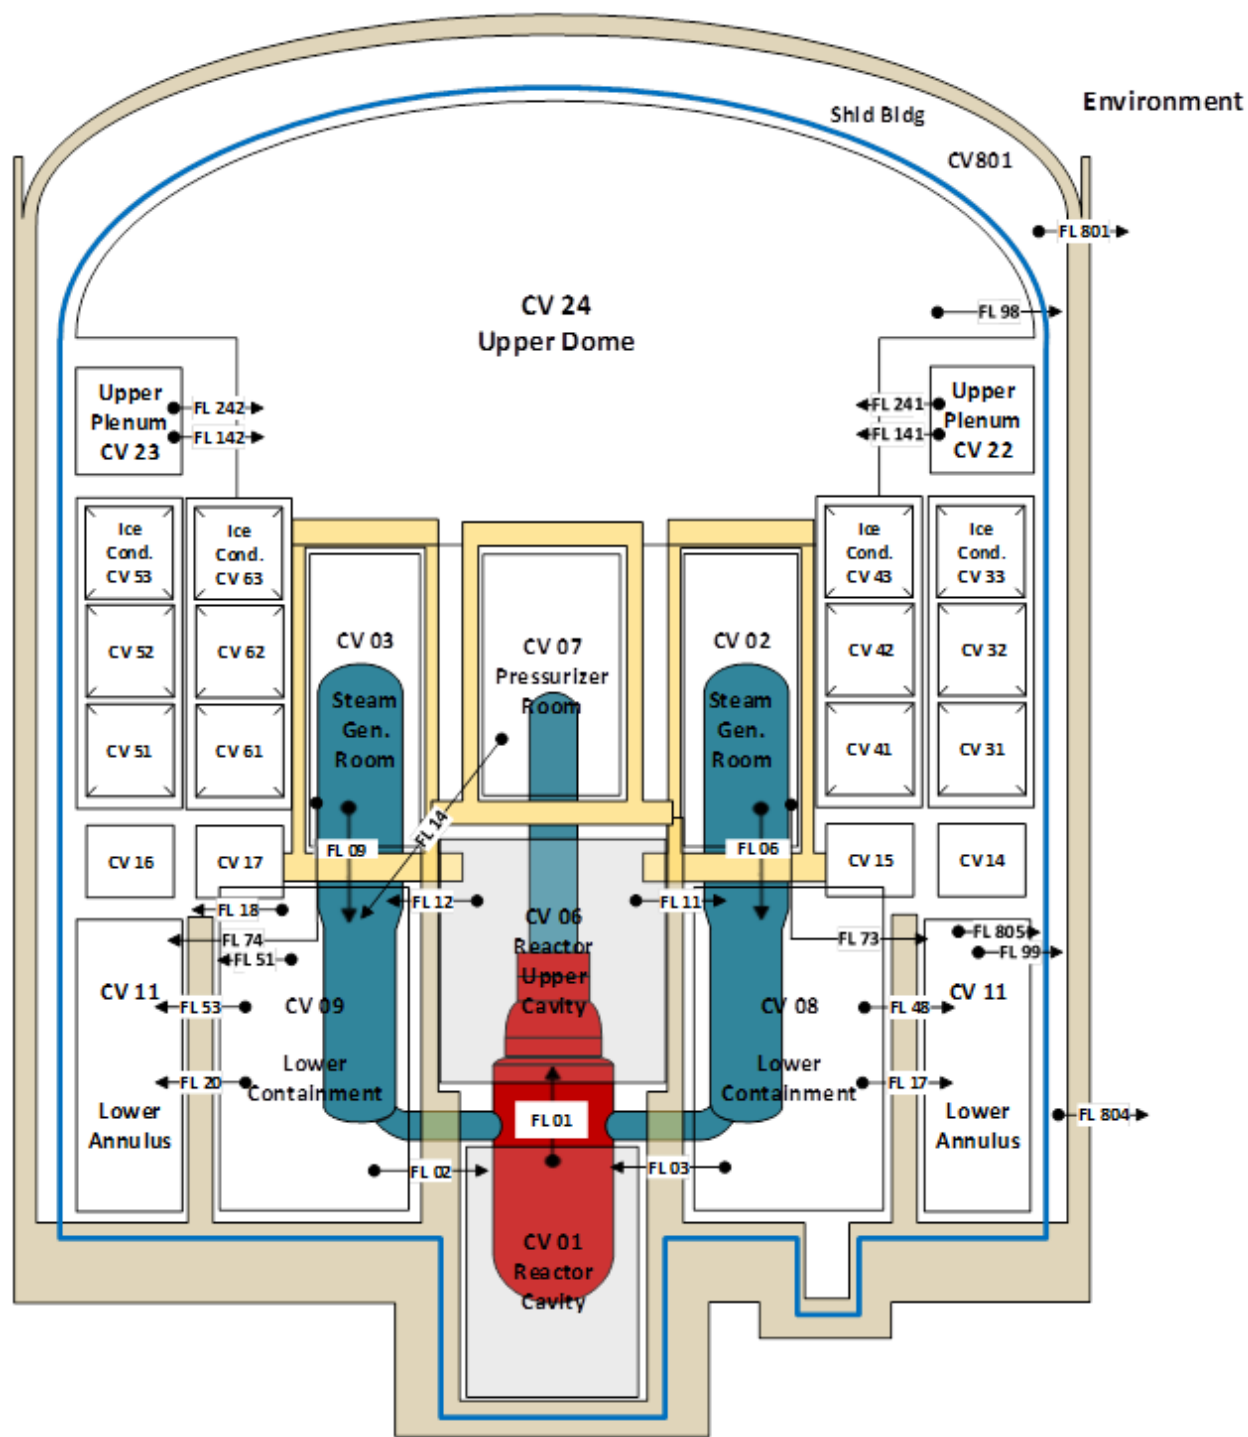 Environment
Shld Bldg
CV801
FL 801
CV 24
Upper Dome
FL 98
Upper
Plenum
CV 23
FL 242
FL 142
FL 241
FL 141
Upper
Plenum
CV 22
Ice
Cond.
CV 53
Ice
Cond.
CV 63
Ice
Cond.
CV 43
Ice
Cond.
CV 33
CV 52
CV 62
CV 03
CV 07
Pressurizer
Room
CV 02
CV 42
CV 32
Steam
Gen.
Room
Steam
Gen.
Room
CV 51
CV 61
CV 41
CV 31
FL 14
FL 09
FL 06
CV 16
CV 17
CV 15
CV 14
FL 18
FL 12
FL 11
CV 06
Reactor
Upper
Cavity
FL 74
FL 51
FL 73
FL 805
FL 99
CV 11
FL 53
CV 09
CV 08
FL 48
CV 11
Lower
Containment
Lower
Containment
FL 20
FL 17
Lower
Annulus
FL 01
Lower
Annulus
FL 804
FL 02
FL 03
CV 01
Reactor
Cavity